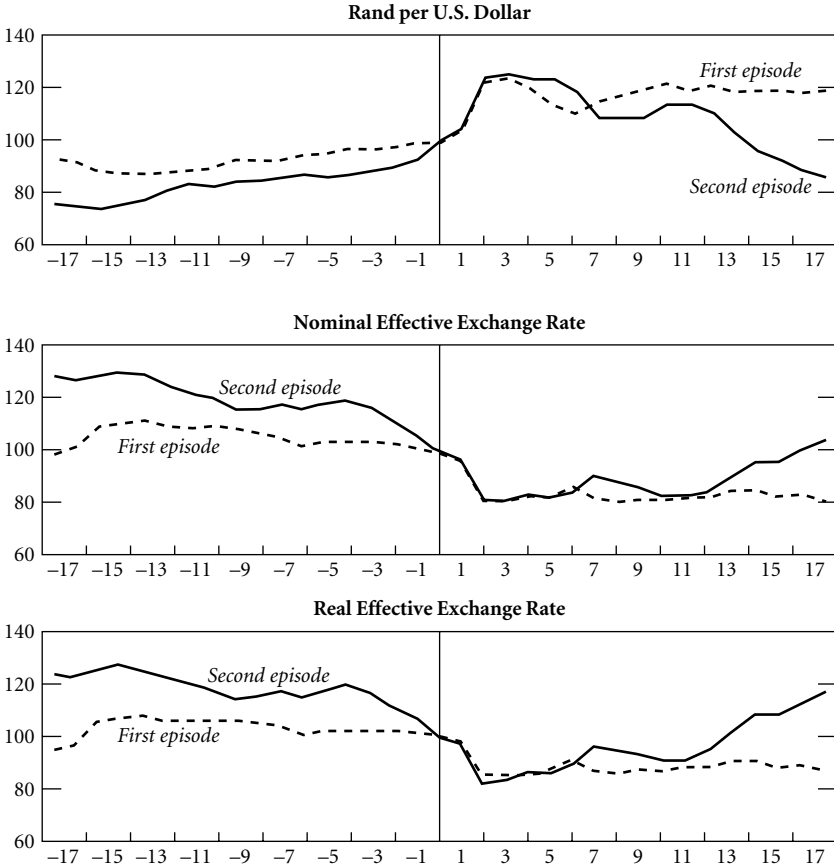 Rand per U.S. Dollar
140
120
100
80
60
First episode
Second episode
–17 –15 –13 –11 –9 –7 –5 –3 –1 1 3 5 7 9 11 13 15 17
Nominal Effective Exchange Rate
140
120
100
80
60
Second episode
First episode
–17 –15 –13 –11 –9 –7 –5 –3 –1 1 3 5 7 9 11 13 15 17
Real Effective Exchange Rate
140
120
100
80
60
Second episode
First episode
–17 –15 –13 –11 –9 –7 –5 –3 –1 1 3 5 7 9 11 13 15 17